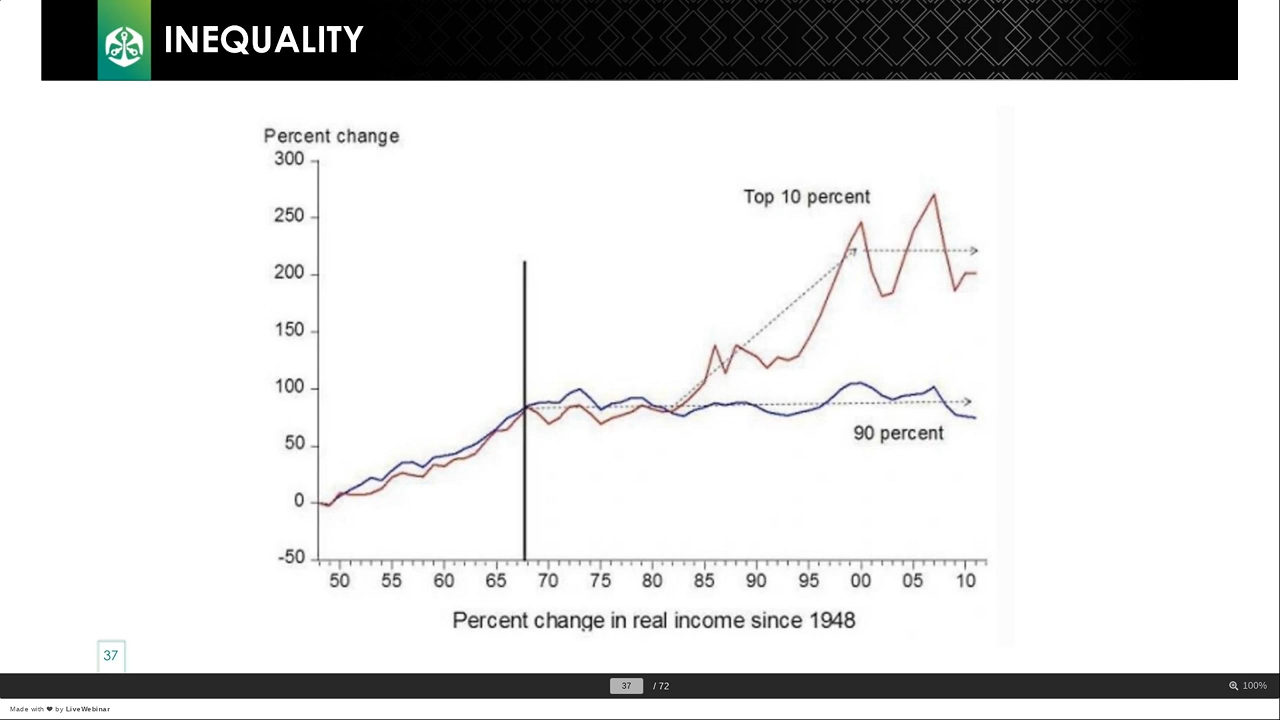 INEQUALITY
Percent change
300
250
200
150
100
50
0
-50
Top 10 percent
90 percent
50 55 60 65 70 75 80 85 90 95 00 05 10
Percent change in real income since 1948
37
37 / 72
100%
Made with ❤ by LiveWebinar